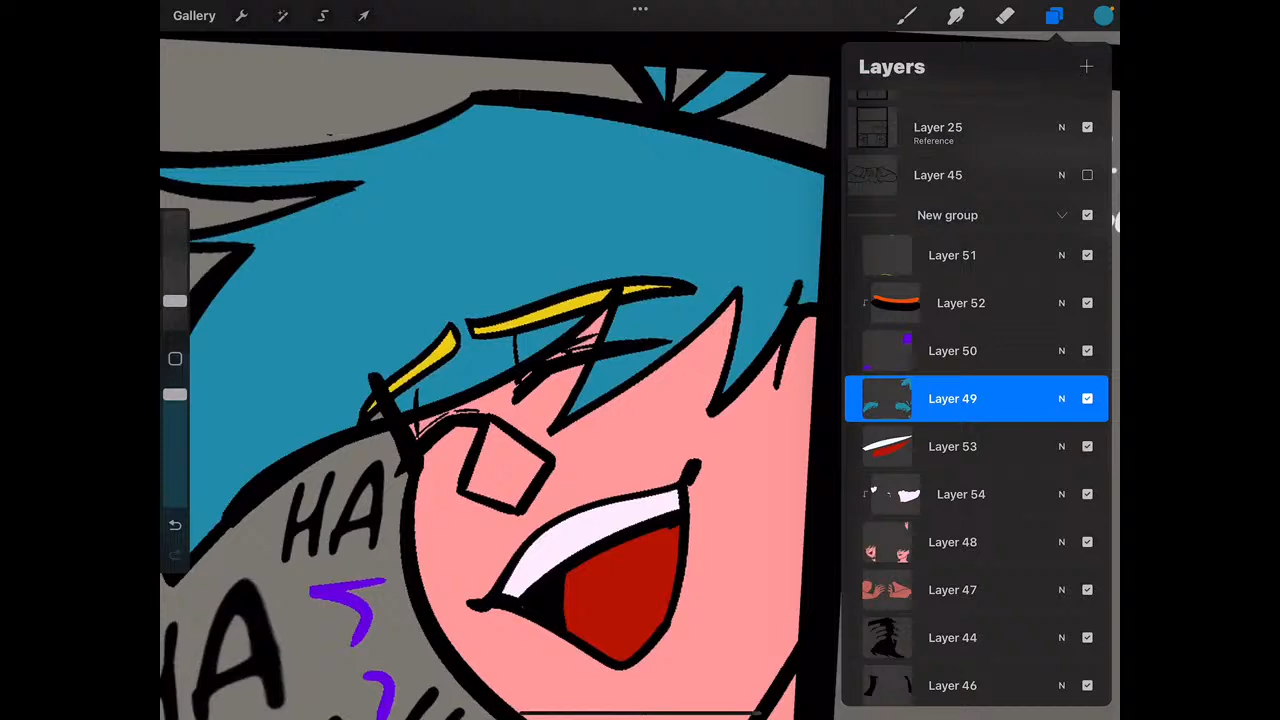 Gallery
Layers
Layer 25
N
Reference
Layer 45
N
New group
Layer 51
N
Layer 52
N
Layer 50
N
Layer 49
N
Layer 53
N
Layer 54
N
Layer 48
N
Layer 47
N
Layer 44
N
Layer 46
N
HA
HA